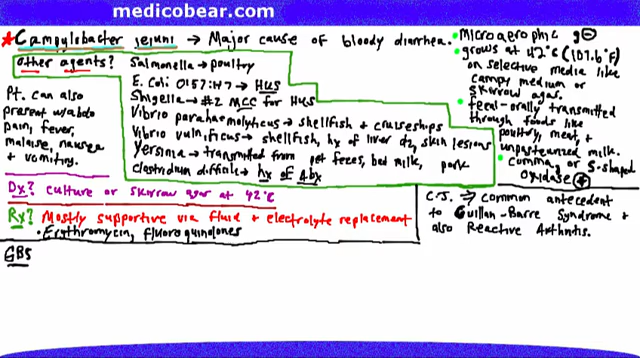 medicobear.com
★Campylobacter jejuni → Major cause of bloody diarrhea.
other agents?
Salmonella → poultry
E. Coli 0157:H7 → HUS
Shigella → #2 MCC for HUS
Vibrio parahaemolyticus → shellfish + cruiseships
Vibrio vulnificus → shellfish, hx of liver dz, skin lesions
Yersinia → transmitted from pet feces, bad milk, pork
Clostridium difficile → hx of Abx
Pt. can also
present w/abdo
pain, fever,
malaise, nausea
+ vomiting.
Dx? culture or skirrow agar at 42°C
Rx? Mostly supportive via fluid + electrolyte replacement
• Erythromycin, fluoroquinolones
GBS
• Microaerophilic g⊖
• grows at 42°C (107.6°F)
on selective media like
campy medium or
skirrow agar.
• fecal-orally transmitted
through foods like
poultry, meat, +
unpasteurized milk.
• Comma, or S-shaped
oxidase ⊕
C.J. ⇒ common antecedent
to Guillan-Barre Syndrome +
also Reactive Arthritis.